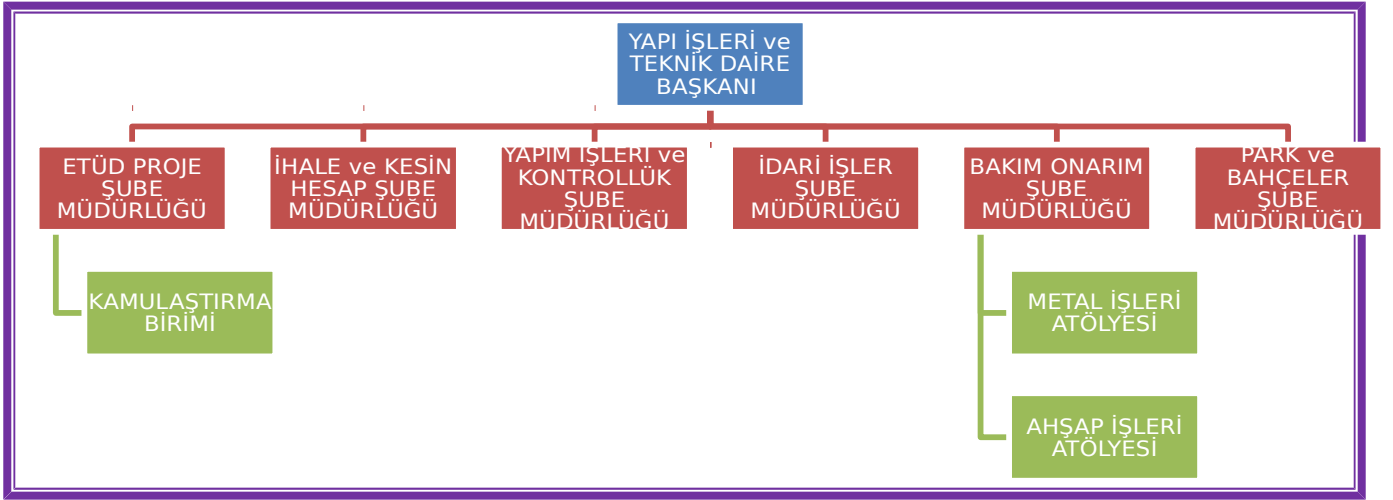 YAPI İŞLERİ ve
TEKNİK DAİRE
BAŞKANI
ETÜD PROJE
ŞUBE
MÜDÜRLÜĞÜ
İHALE ve KESİN
HESAP ŞUBE
MÜDÜRLÜĞÜ
YAPIM İŞLERİ ve
KONTROLLÜK
ŞUBE
MÜDÜRLÜĞÜ
İDARİ İŞLER
ŞUBE
MÜDÜRLÜĞÜ
BAKIM ONARIM
ŞUBE
MÜDÜRLÜĞÜ
PARK ve
BAHÇELER
ŞUBE
MÜDÜRLÜĞÜ
KAMULAŞTIRMA
BİRİMİ
METAL İŞLERİ
ATÖLYESİ
AHŞAP İŞLERİ
ATÖLYESİ